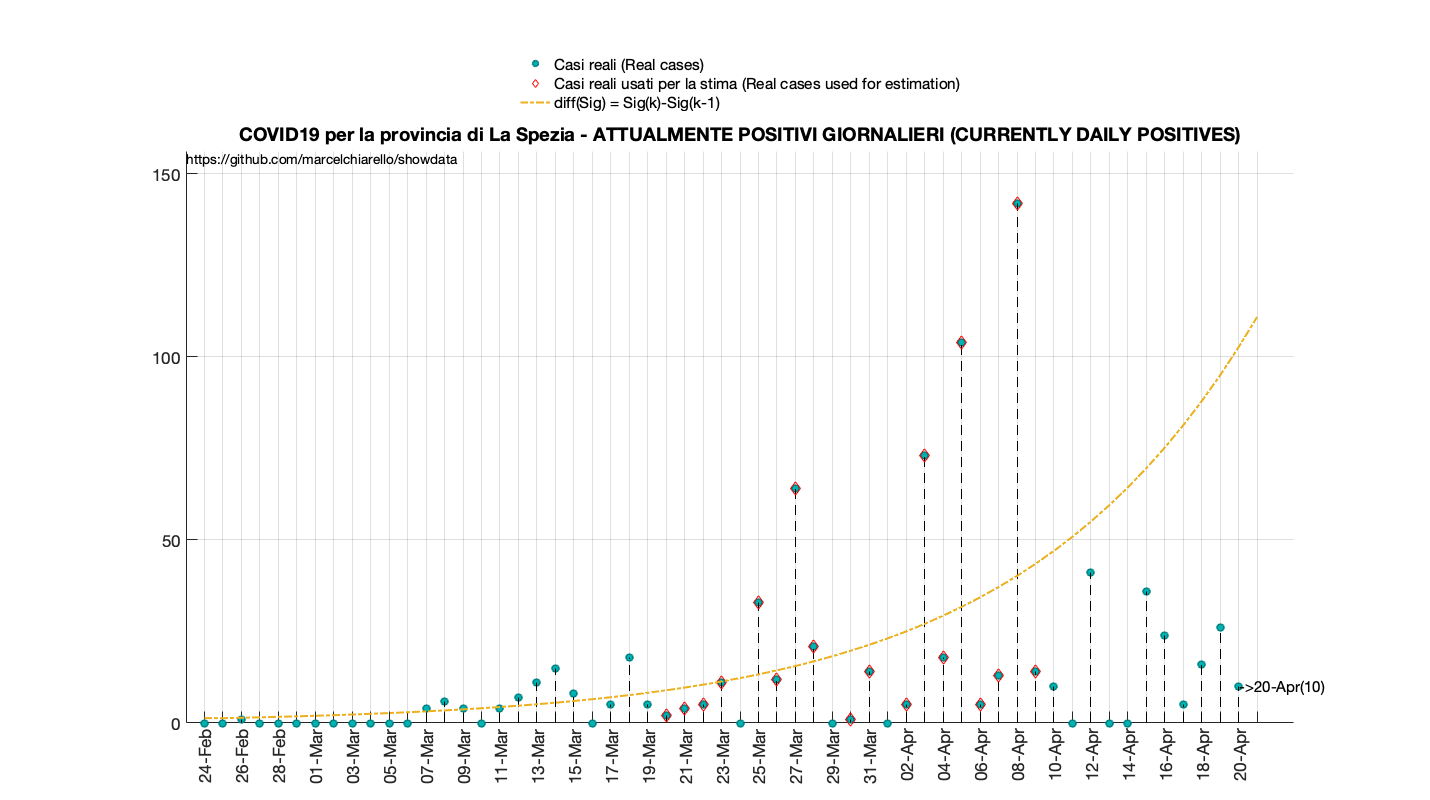 Casi reali (Real cases)
Casi reali usati per la stima (Real cases used for estimation)
diff(Sig) = Sig(k)-Sig(k-1)
COVID19 per la provincia di La Spezia - ATTUALMENTE POSITIVI GIORNALIERI (CURRENTLY DAILY POSITIVES)
https://github.com/marcelchiarello/showdata
150
100
50
0
->20-Apr(10)
24-Feb
26-Feb
28-Feb
01-Mar
03-Mar
05-Mar
07-Mar
09-Mar
11-Mar
13-Mar
15-Mar
17-Mar
19-Mar
21-Mar
23-Mar
25-Mar
27-Mar
29-Mar
31-Mar
02-Apr
04-Apr
06-Apr
08-Apr
10-Apr
12-Apr
14-Apr
16-Apr
18-Apr
20-Apr